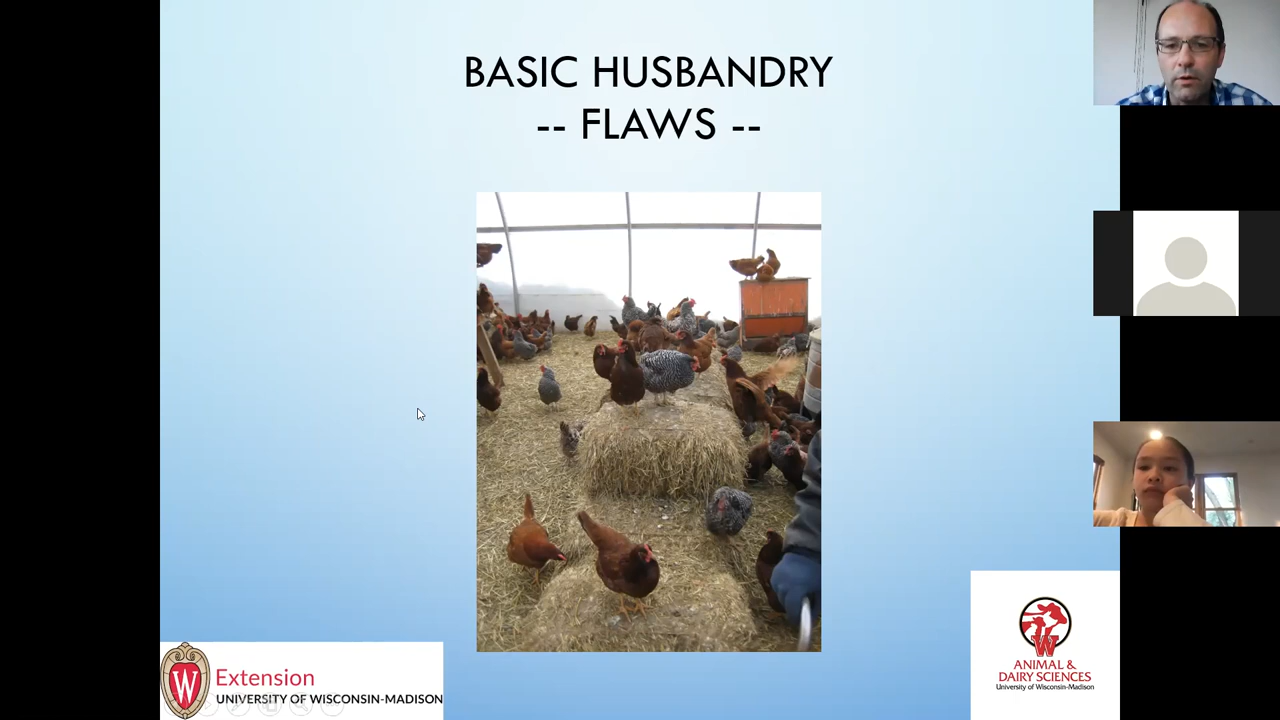 BASIC HUSBANDRY
-- FLAWS --
W
Extension
UNIVERSITY OF WISCONSIN-MADISON
W
ANIMAL &
DAIRY SCIENCES
University of Wisconsin-Madison